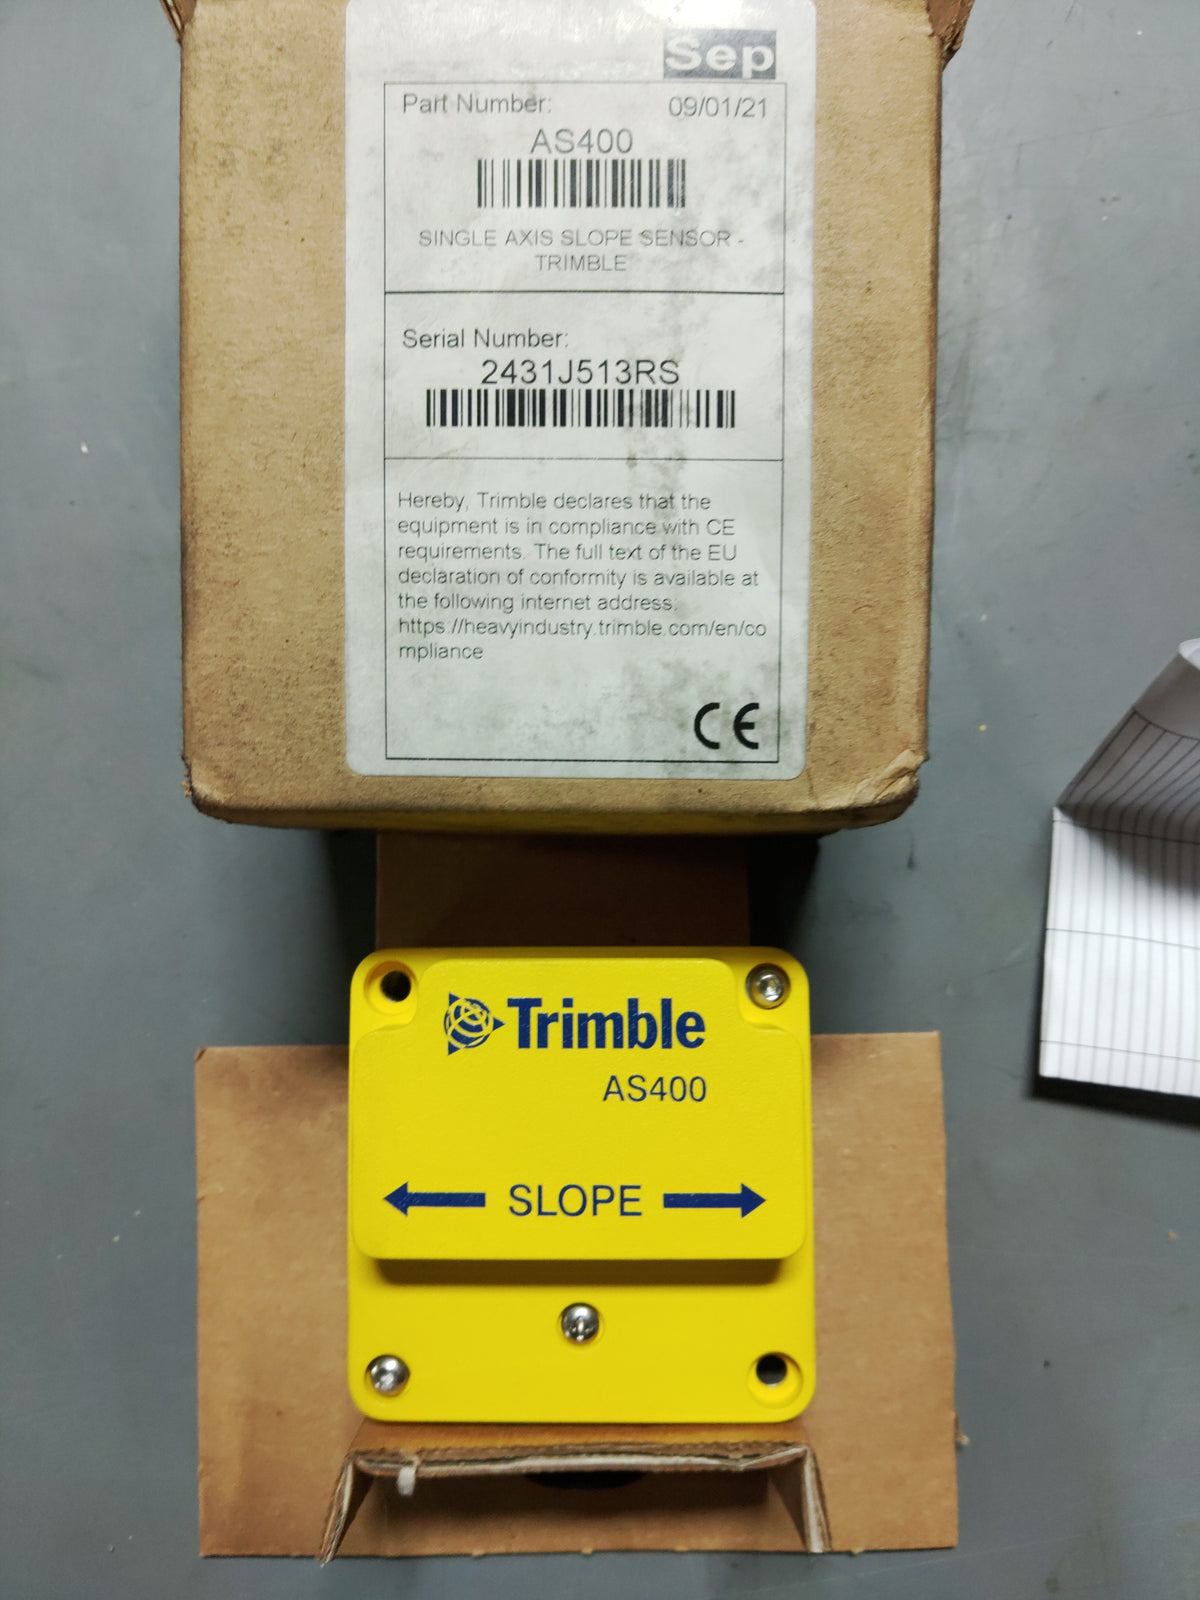 Sep
Part Number: 09/01/21
AS400
SINGLE AXIS SLOPE SENSOR -
TRIMBLE
Serial Number:
2431J513RS
Hereby, Trimble declares that the
equipment is in compliance with CE
requirements. The full text of the EU
declaration of conformity is available at
the following internet address:
https://heavyindustry.trimble.com/en/co
mpliance
CE
Trimble
AS400
SLOPE